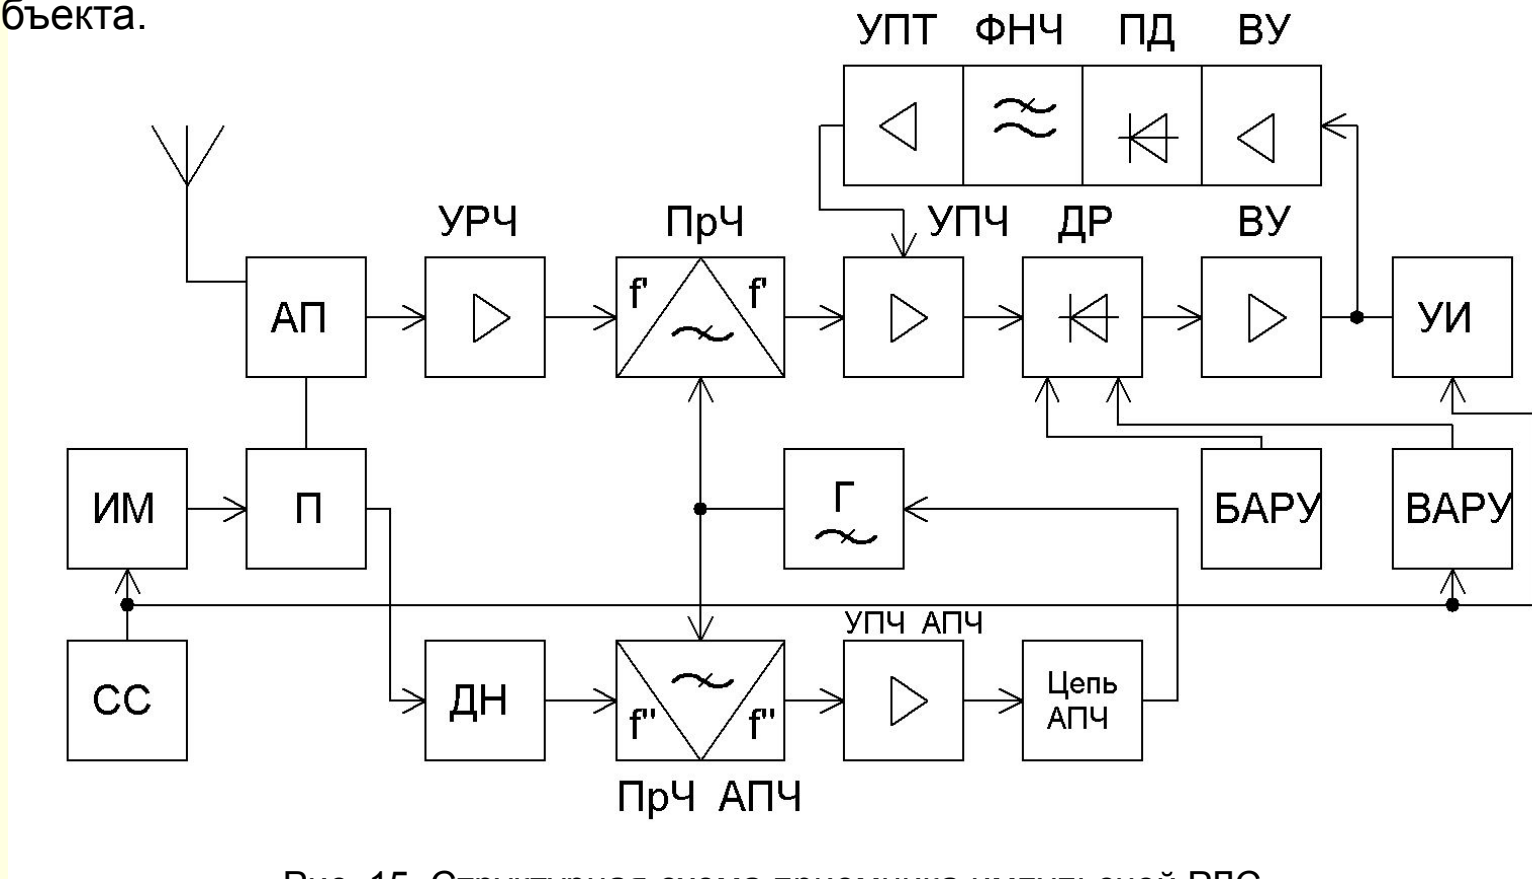 бъекта.
УПТ ФНЧ ПД ВУ
УРЧ ПрЧ УПЧ ДР ВУ
АП f' f' УИ
ИМ П Г БАРУ ВАРУ
УПЧ АПЧ
СС ДН f" f" Цепь
АПЧ
ПрЧ АПЧ
Рис. 15. Структурная схема приемника импульсной РЛС